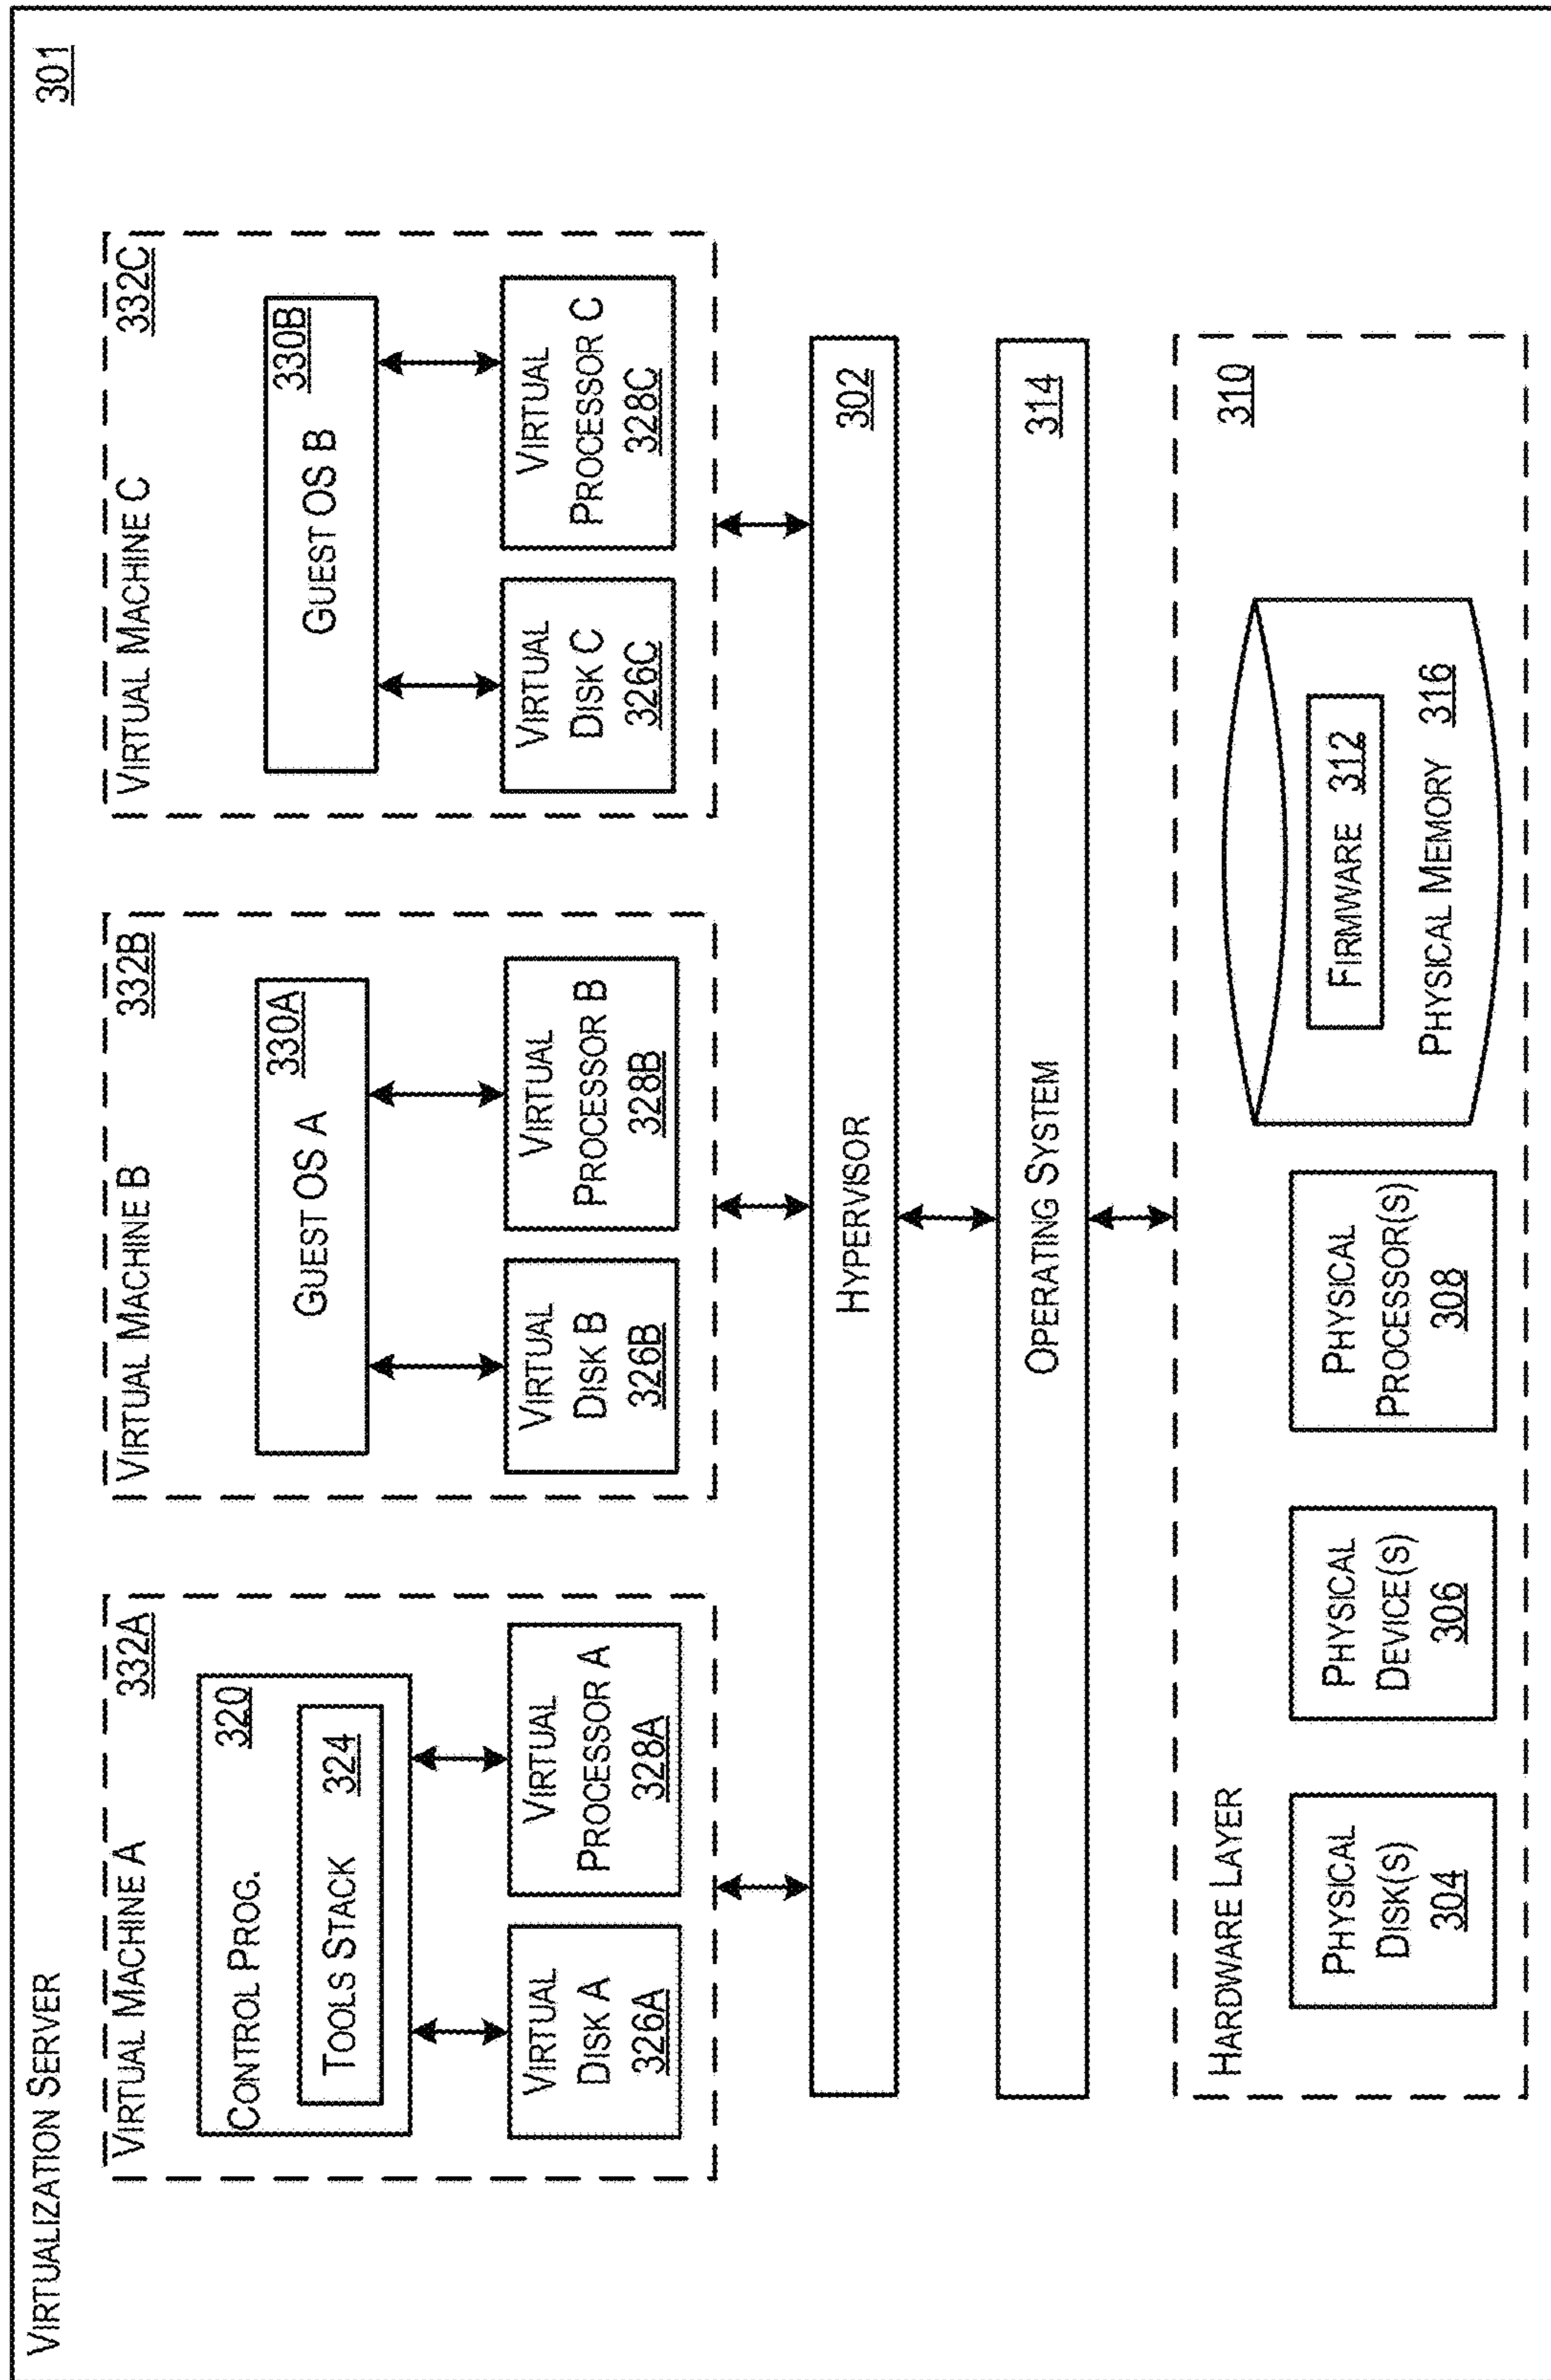 VIRTUALIZATION SERVER
301
VIRTUAL MACHINE A
332A
CONTROL PROG.
320
TOOLS STACK 324
VIRTUAL
DISK A
326A
VIRTUAL
PROCESSOR A
328A
VIRTUAL MACHINE B
332B
GUEST OS A
330A
VIRTUAL
DISK B
326B
VIRTUAL
PROCESSOR B
328B
VIRTUAL MACHINE C
332C
GUEST OS B
330B
VIRTUAL
DISK C
326C
VIRTUAL
PROCESSOR C
328C
HYPERVISOR
302
OPERATING SYSTEM
314
HARDWARE LAYER
310
PHYSICAL
DISK(S)
304
PHYSICAL
DEVICE(S)
306
PHYSICAL
PROCESSOR(S)
308
FIRMWARE 312
PHYSICAL MEMORY 316